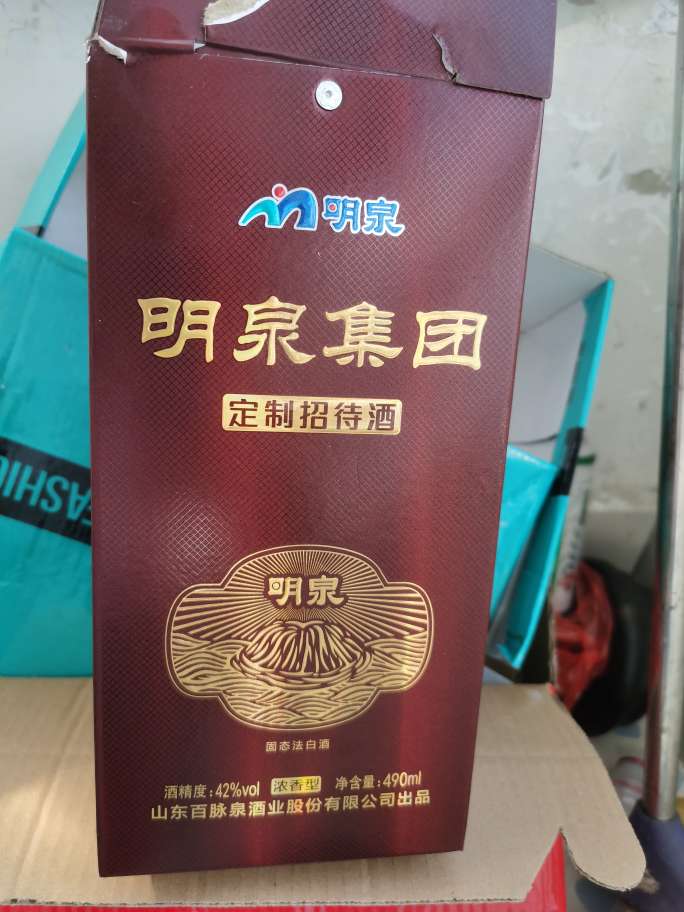 明泉
明泉集团
定制招待酒
明泉
固态法白酒
酒精度:42%vol 浓香型 净含量:490ml
山东百脉泉酒业股份有限公司出品
FASHIO